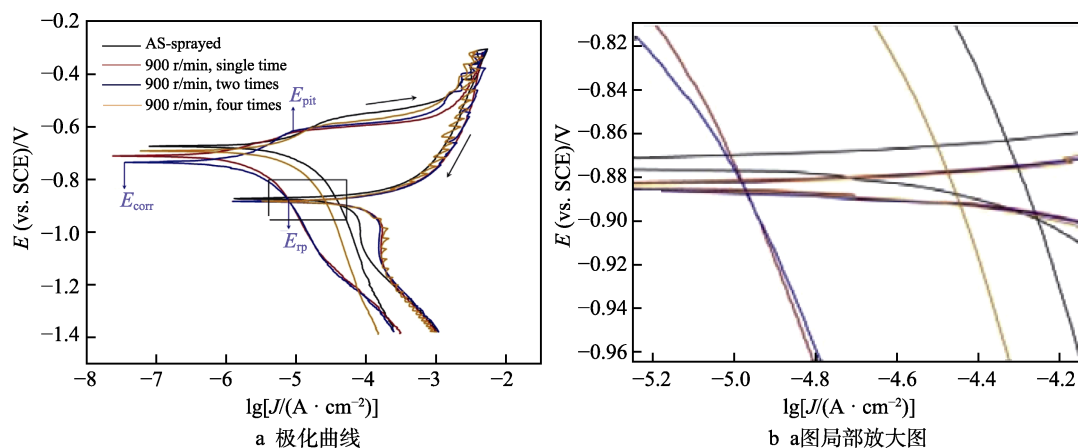 −0.2
−0.4
−0.6
−0.8
−1.0
−1.2
−1.4
E (vs. SCE)/V
AS-sprayed
900 r/min, single time
900 r/min, two times
900 r/min, four times
E_pit
E_corr
E_rp
−8 −7 −6 −5 −4 −3 −2
lg[J/(A · cm⁻²)]
a 极化曲线
−0.82
−0.84
−0.86
−0.88
−0.90
−0.92
−0.94
−0.96
E (vs. SCE)/V
−5.2 −5.0 −4.8 −4.6 −4.4 −4.2
lg[J/(A · cm⁻²)]
b a图局部放大图